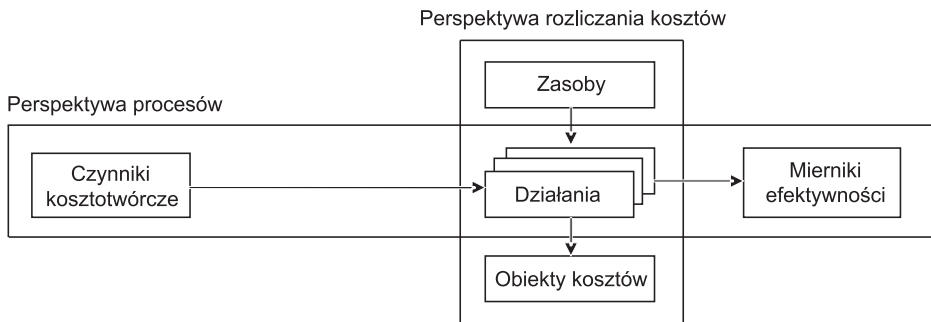 Perspektywa rozliczania kosztów
Zasoby
Perspektywa procesów
Czynniki
kosztotwórcze
Działania
Mierniki
efektywności
Obiekty kosztów